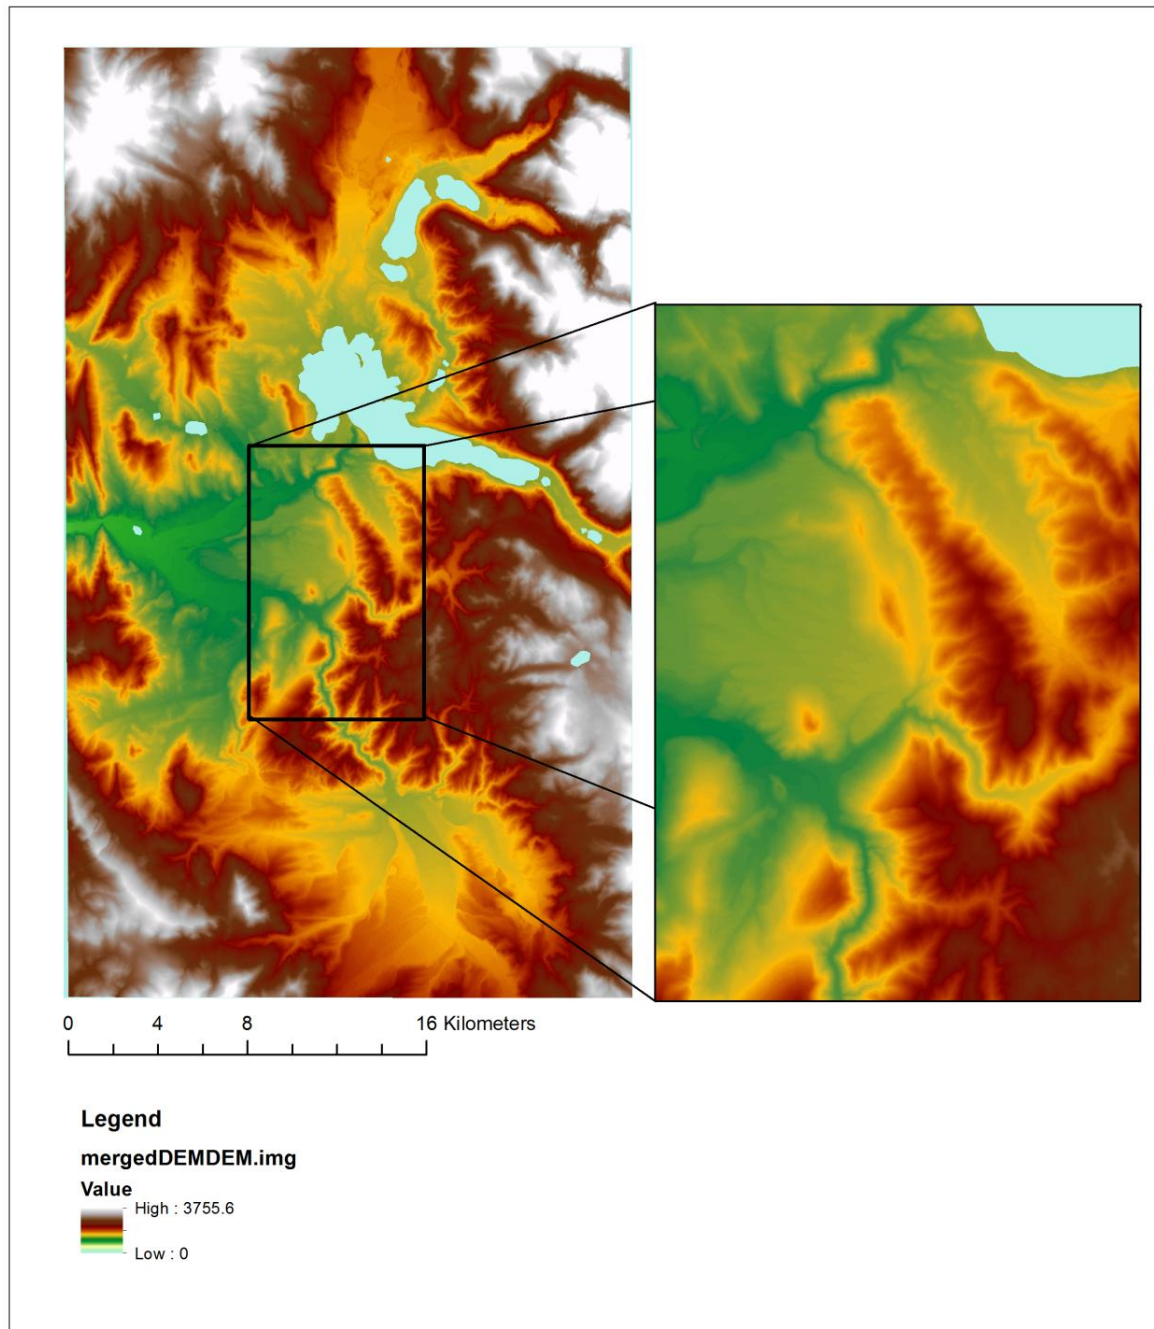 0 4 8 16 Kilometers
Legend
mergedDEMDEM.img
Value
High : 3755.6
Low : 0